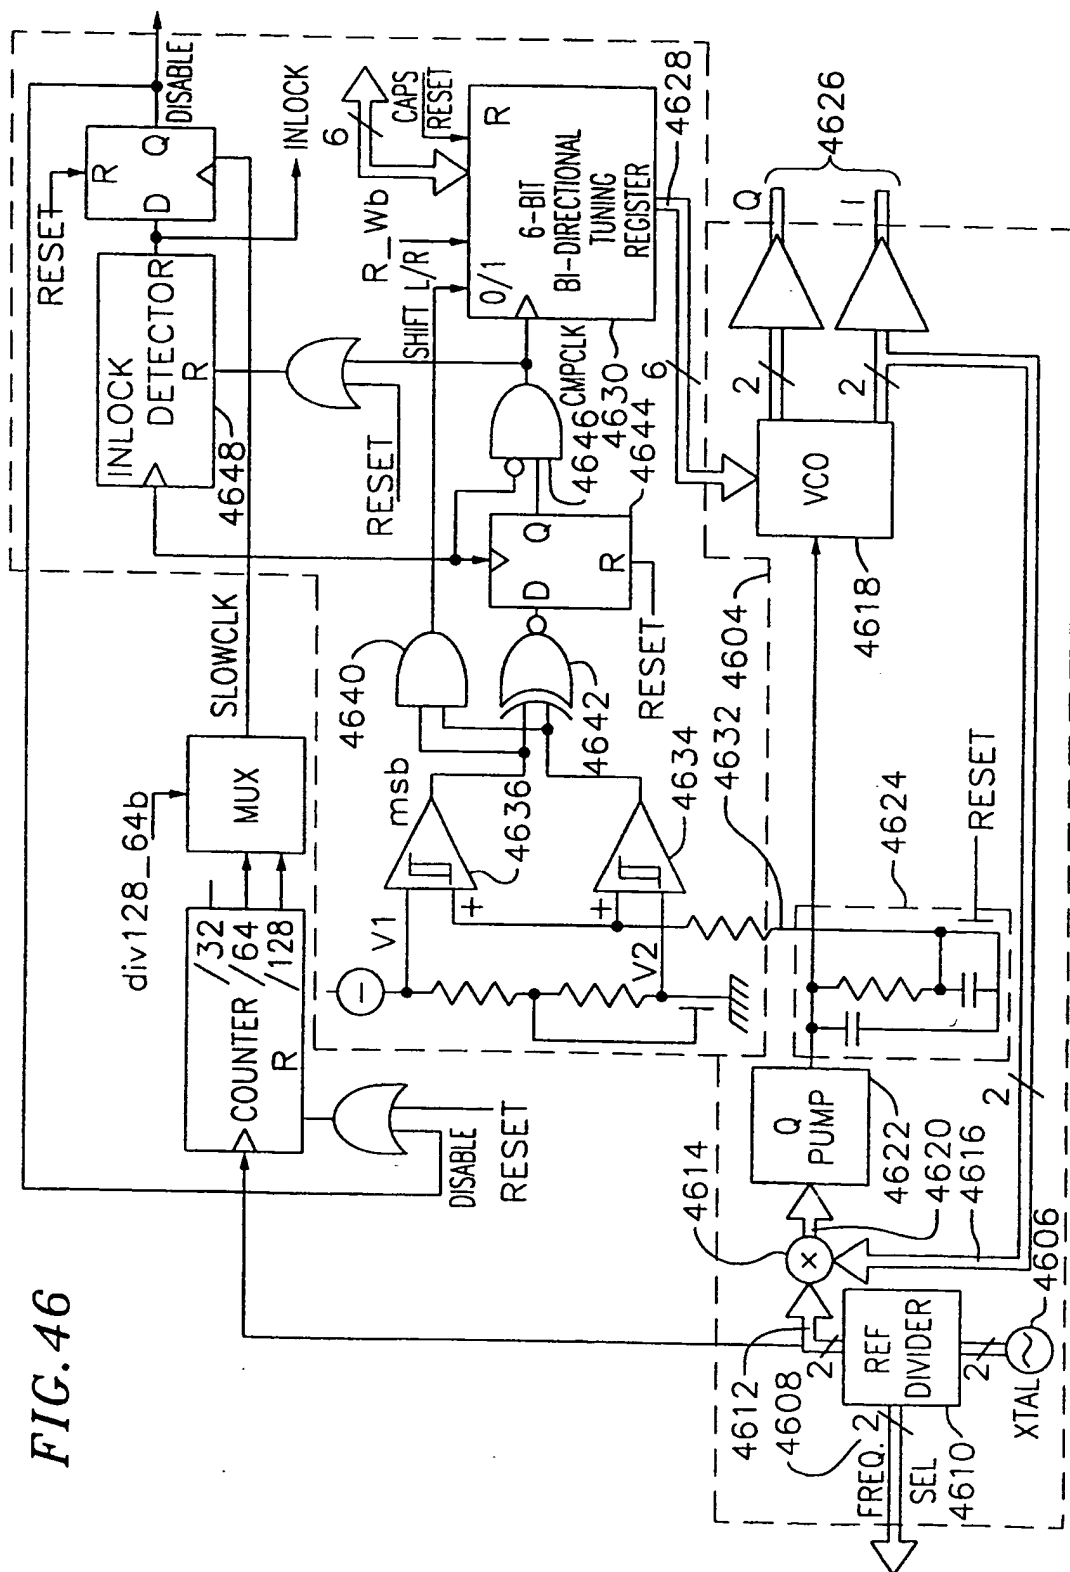 FIG. 46
div128_64b
COUNTER
R
/32
/64
/128
MUX
SLOWCLK
DISABLE
RESET
INLOCK
DETECTOR
R
4648
RESET
R
D
Q
DISABLE
INLOCK
RESET
msb
V1
+
4636
+
4634
V2
4640
4642
4632
4604
D
Q
R
RESET
4644
4646
CMPCLK
4630
SHIFT L/R
R_Wb
6
CAPS
RESET
0/1
R
6-BIT
BI-DIRECTIONAL
TUNING
REGISTER
4628
6
4614
Q
PUMP
4622
4620
4616
4624
RESET
VCO
4618
2
2
Q
I
4626
2
4612
4608
2
2
REF
DIVIDER
2
FREQ.
SEL
4610
XTAL
4606